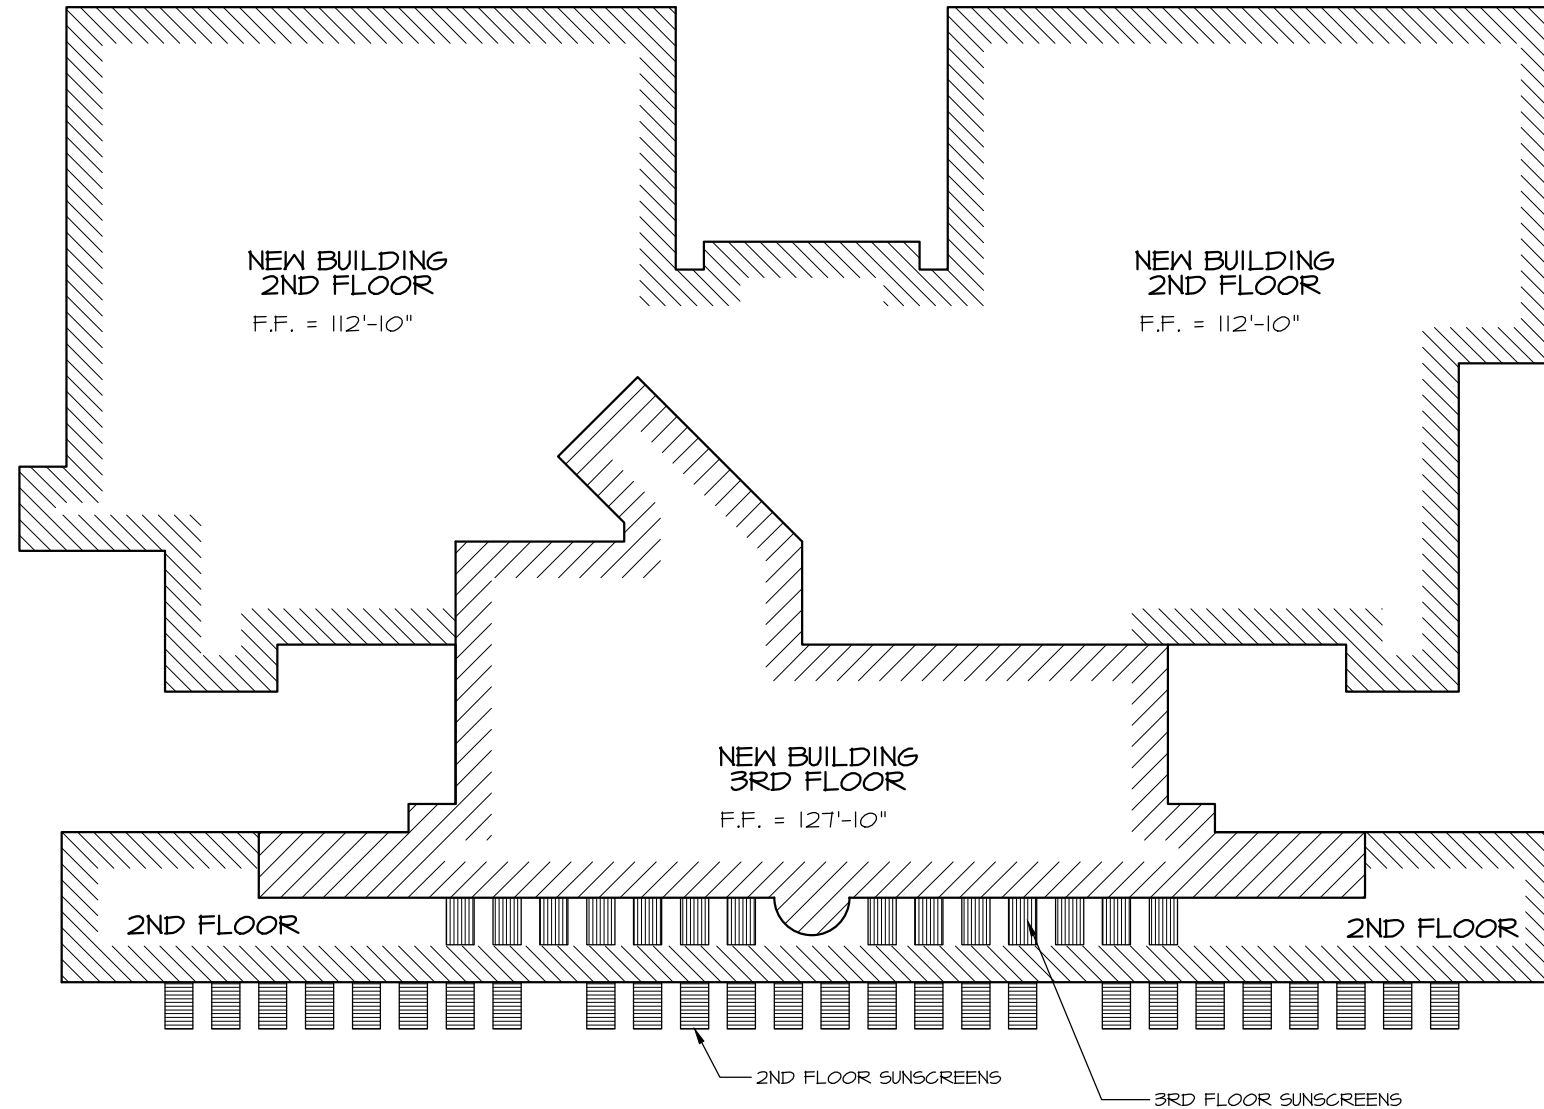 NEW BUILDING
2ND FLOOR
F.F. = 112'-10"
NEW BUILDING
2ND FLOOR
F.F. = 112'-10"
NEW BUILDING
3RD FLOOR
F.F. = 127'-10"
2ND FLOOR
2ND FLOOR
2ND FLOOR SUNSCREENS
3RD FLOOR SUNSCREENS